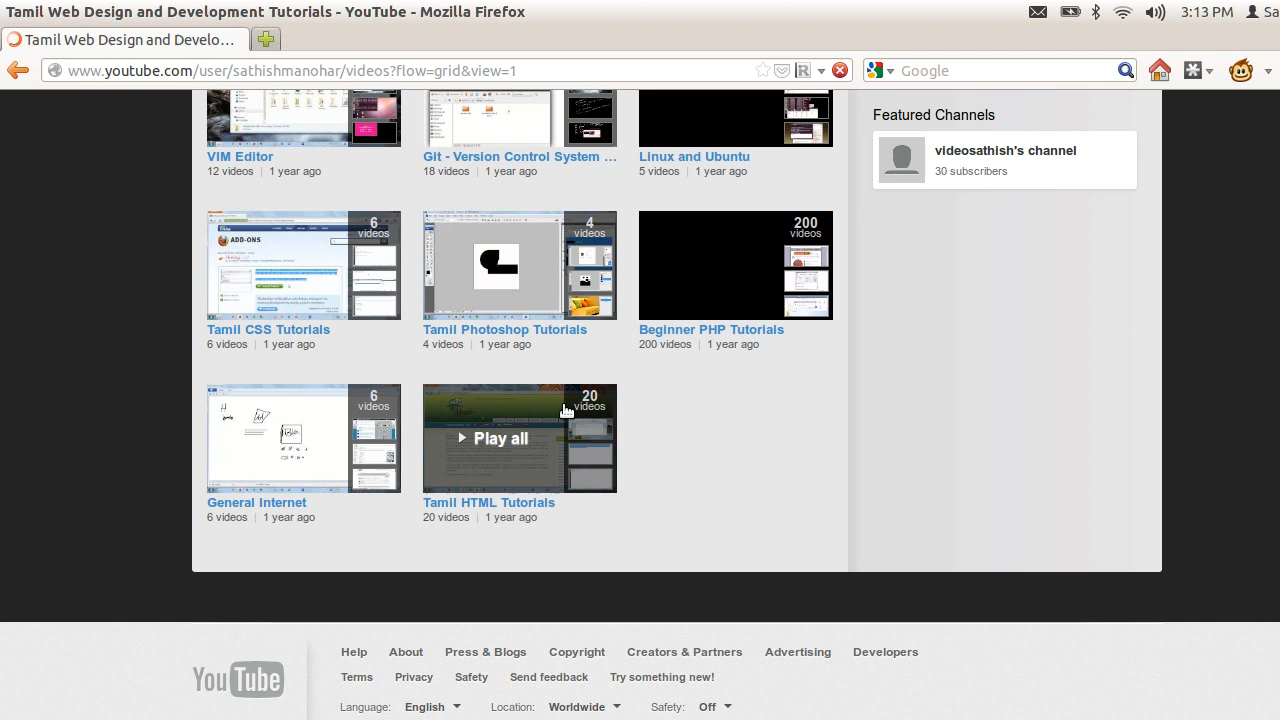 Tamil Web Design and Development Tutorials - YouTube - Mozilla Firefox
3:13 PM
Sa
Tamil Web Design and Develo...
www.youtube.com/user/sathishmanohar/videos?flow=grid&view=1
Google
Featured Channels
videosathish's channel
30 subscribers
VIM Editor
12 videos | 1 year ago
Git - Version Control System ...
18 videos | 1 year ago
Linux and Ubuntu
5 videos | 1 year ago
6
videos
ADD-ONS
4
videos
200
videos
Tamil CSS Tutorials
6 videos | 1 year ago
Tamil Photoshop Tutorials
4 videos | 1 year ago
Beginner PHP Tutorials
200 videos | 1 year ago
6
videos
20
videos
Play all
General Internet
6 videos | 1 year ago
Tamil HTML Tutorials
20 videos | 1 year ago
YouTube
Help About Press & Blogs Copyright Creators & Partners Advertising Developers
Terms Privacy Safety Send feedback Try something new!
Language: English Location: Worldwide Safety: Off